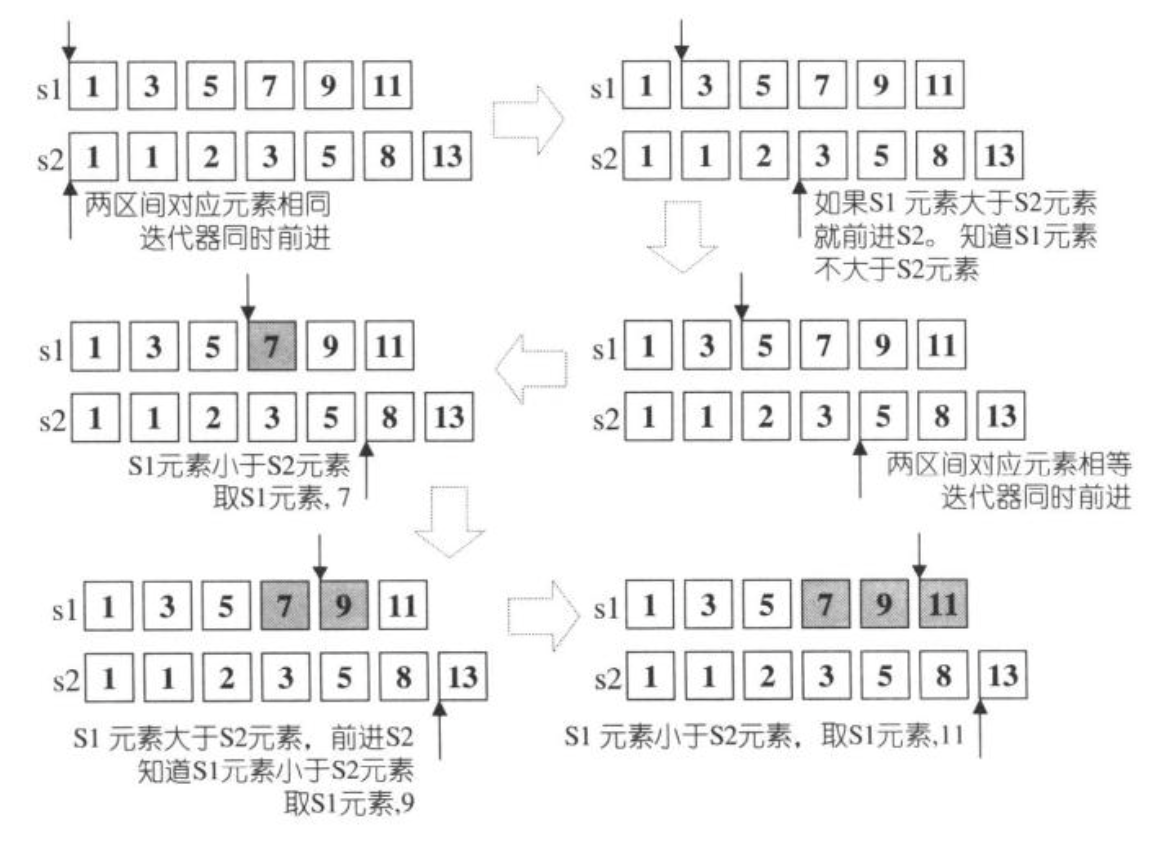 s1 1 3 5 7 9 11
s2 1 1 2 3 5 8 13
两区间对应元素相同
迭代器同时前进
s1 1 3 5 7 9 11
s2 1 1 2 3 5 8 13
如果S1 元素大于S2元素
就前进S2。 知道S1元素
不大于S2元素
s1 1 3 5 7 9 11
s2 1 1 2 3 5 8 13
S1元素小于S2元素
取S1元素, 7
s1 1 3 5 7 9 11
s2 1 1 2 3 5 8 13
两区间对应元素相等
迭代器同时前进
s1 1 3 5 7 9 11
s2 1 1 2 3 5 8 13
S1 元素大于S2元素，前进S2
知道S1元素小于S2元素
取S1元素,9
s1 1 3 5 7 9 11
s2 1 1 2 3 5 8 13
S1 元素小于S2元素，取S1元素,11